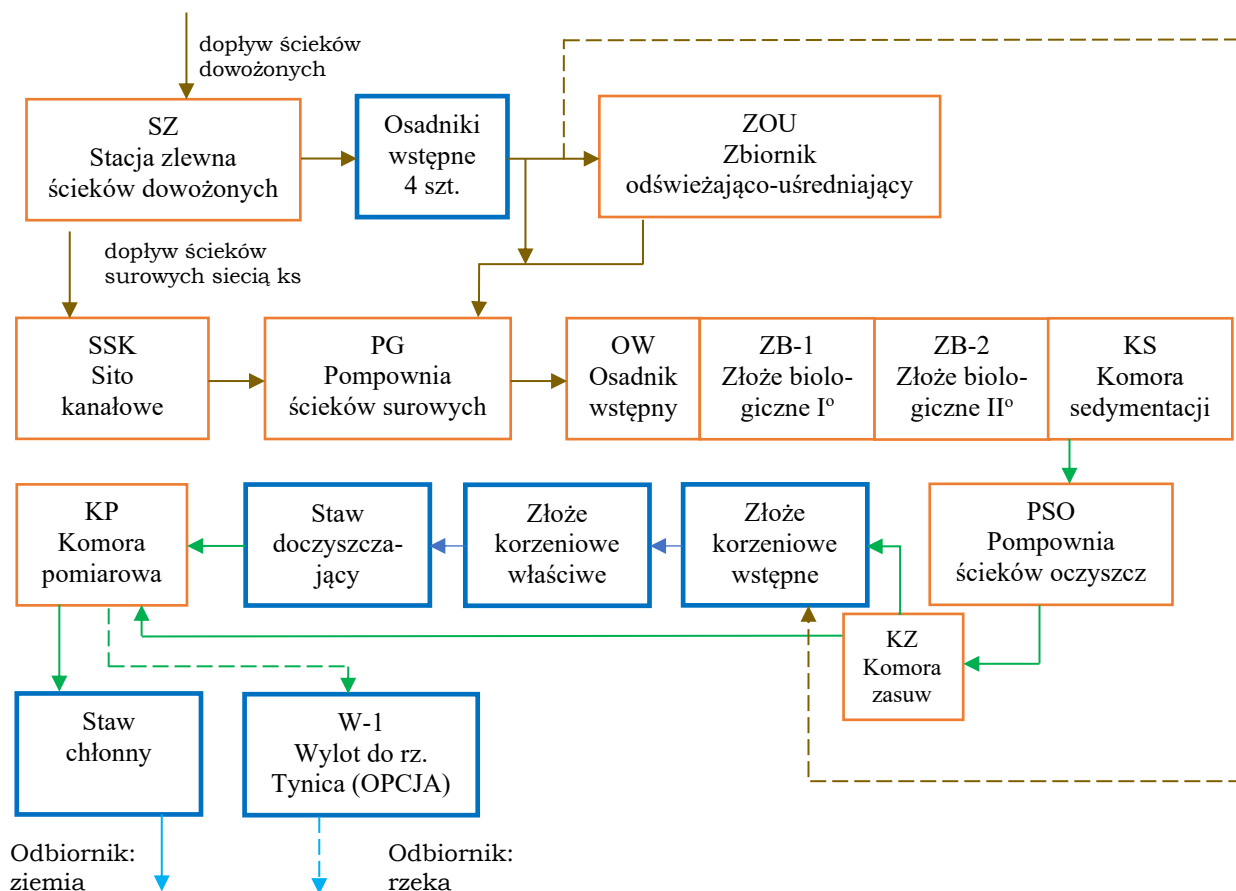 dopływ ścieków
dowożonych
SZ
Stacja zlewna
ścieków dowożonych
Osadniki
wstępne
4 szt.
ZOU
Zbiornik
odświeżająco-uśredniający
dopływ ścieków
surowych siecią ks
SSK
Sito
kanałowe
PG
Pompownia
ścieków surowych
OW
Osadnik
wstępny
ZB-1
Złoże biolo-
giczne Iº
ZB-2
Złoże biolo-
giczne IIº
KS
Komora
sedymentacji
KP
Komora
pomiarowa
Staw
doczyszcza-
jący
Złoże
korzeniowe
właściwe
Złoże
korzeniowe
wstępne
PSO
Pompownia
ścieków oczyszcz
KZ
Komora
zasuw
Staw
chłonny
W-1
Wylot do rz.
Tynica (OPCJA)
Odbiornik:
ziemia
Odbiornik:
rzeka